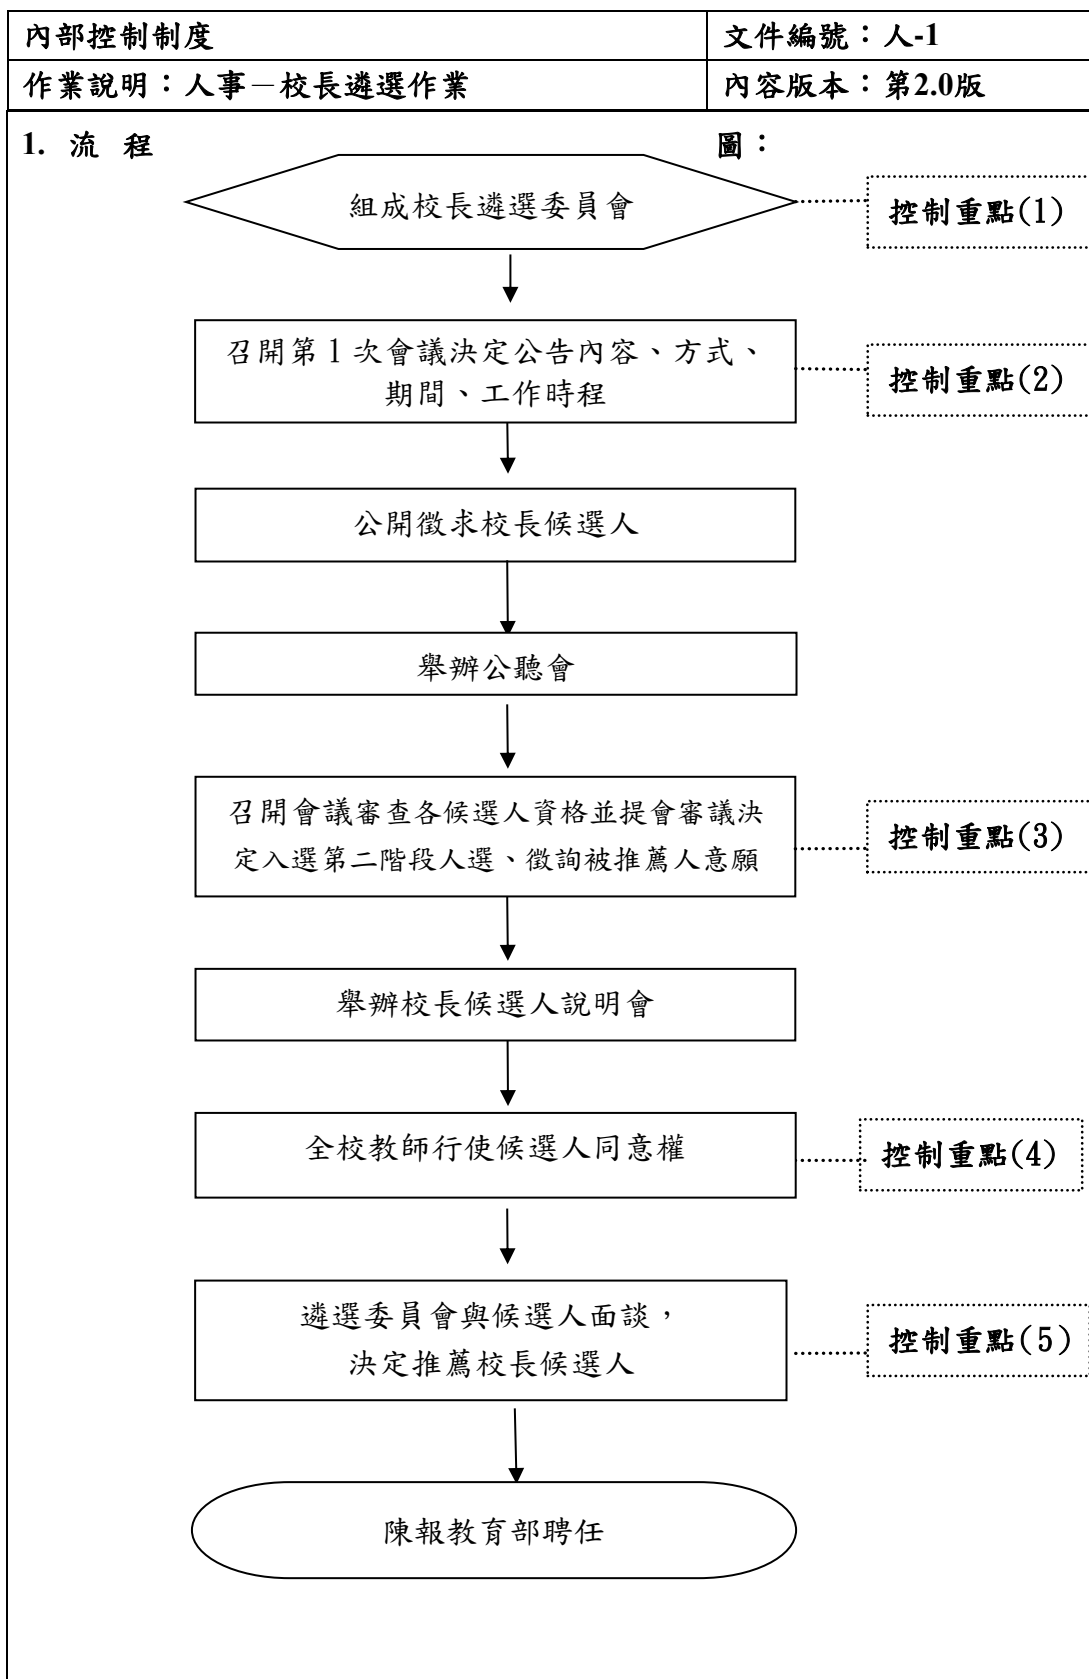 內部控制制度
文件編號：人-1
作業說明：人事－校長遴選作業
內容版本：第2.0版
1. 流 程 圖：
組成校長遴選委員會
控制重點(1)
召開第1次會議決定公告內容、方式、
期間、工作時程
控制重點(2)
公開徵求校長候選人
舉辦公聽會
召開會議審查各候選人資格並提會審議決
定入選第二階段人選、徵詢被推薦人意願
控制重點(3)
舉辦校長候選人說明會
全校教師行使候選人同意權
控制重點(4)
遴選委員會與候選人面談，
決定推薦校長候選人
控制重點(5)
陳報教育部聘任